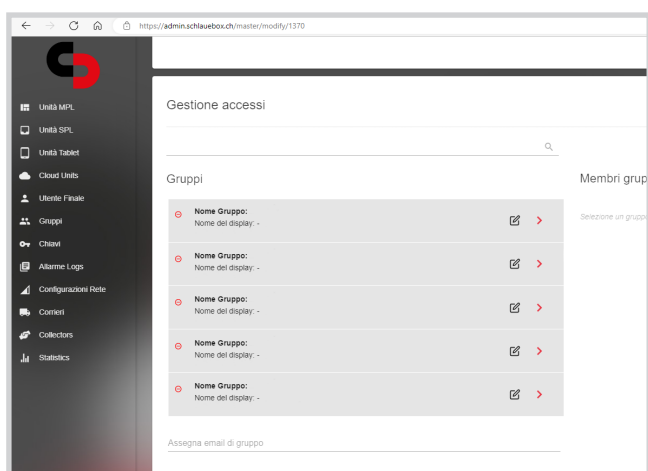 https://admin.schlauebox.ch/master/modify/1370
Unità MPL
Unità SPL
Unità Tablet
Cloud Units
Utente Finale
Gruppi
Chiavi
Allarme Logs
Configurazioni Rete
Corrieri
Collectors
Statistics
Gestione accessi
Gruppi
Nome Gruppo:
Nome del display: -
Nome Gruppo:
Nome del display: -
Nome Gruppo:
Nome del display: -
Nome Gruppo:
Nome del display: -
Nome Gruppo:
Nome del display: -
Assegna email di gruppo
Membri grup
Selezione un gruppo